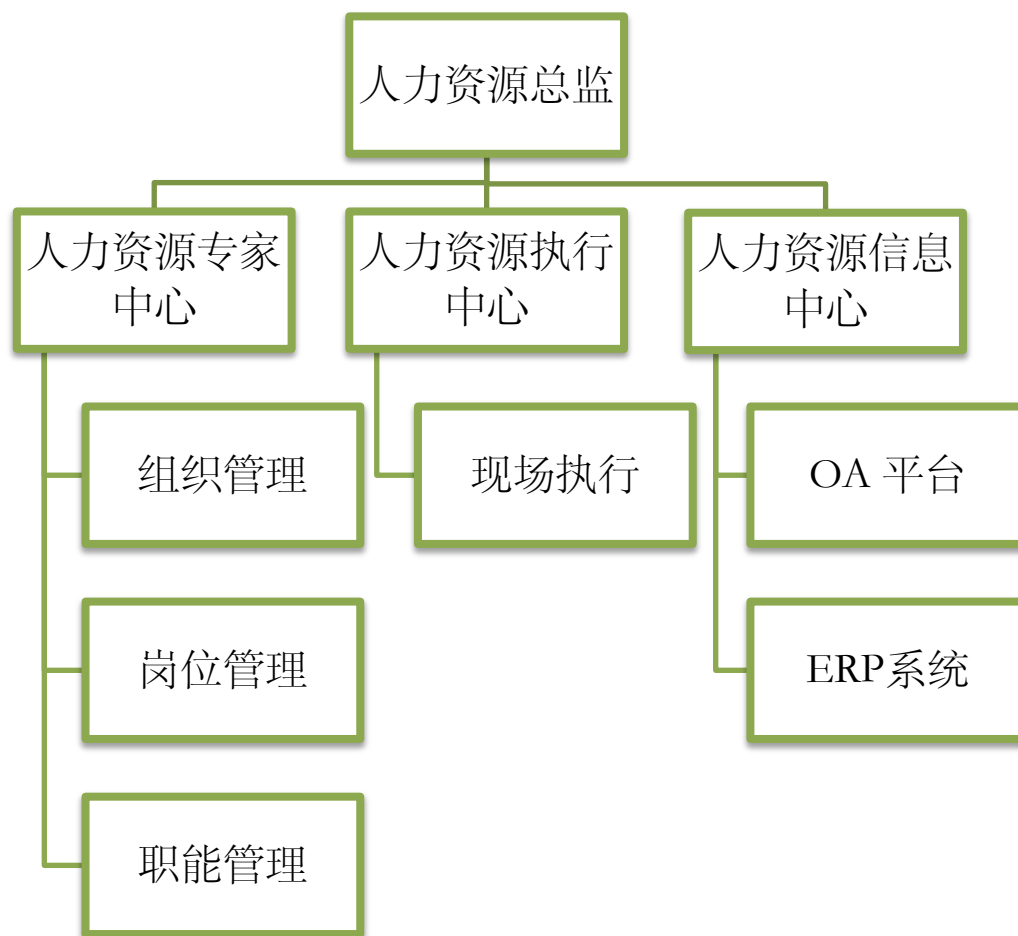 人力资源总监
人力资源专家
中心
人力资源执行
中心
人力资源信息
中心
组织管理
现场执行
OA 平台
岗位管理
ERP系统
职能管理